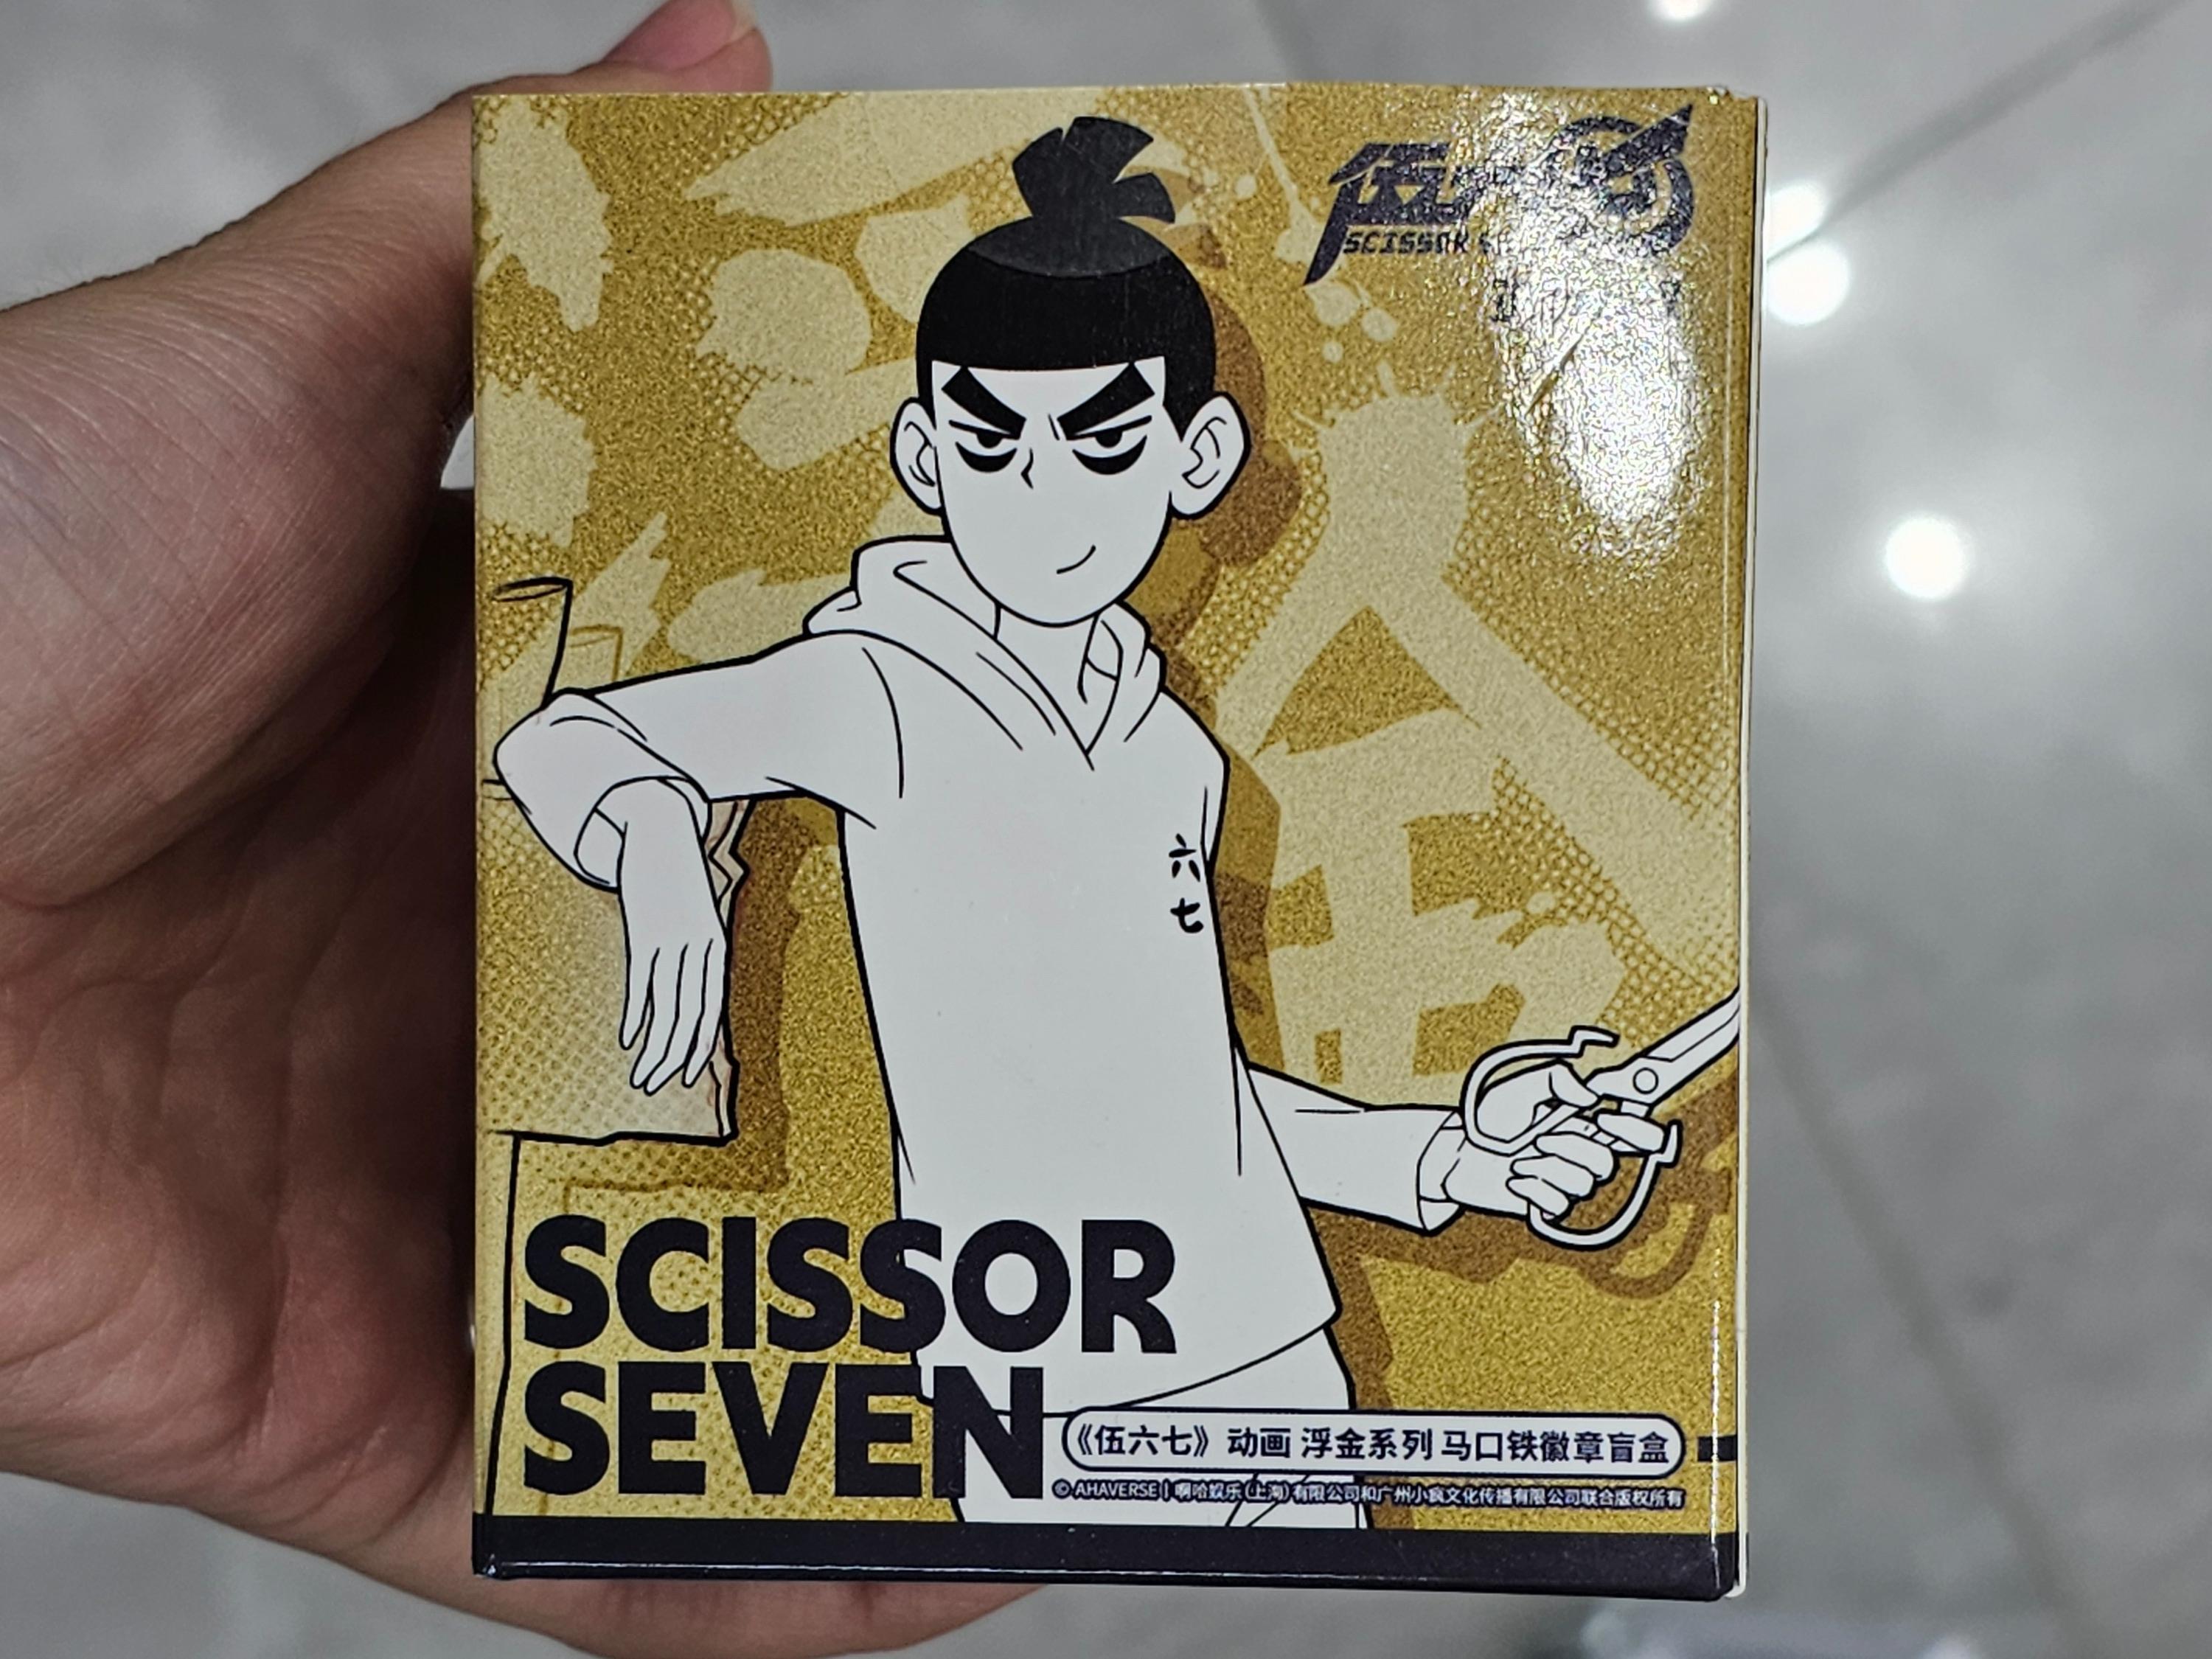 伍六
SCISSOR
六
七
SCISSOR
SEVEN
《伍六七》动画 浮金系列 马口铁徽章盲盒
© AHAVERSE | 啊哈娱乐(上海)有限公司和广州小疯文化传播有限公司联合版权所有